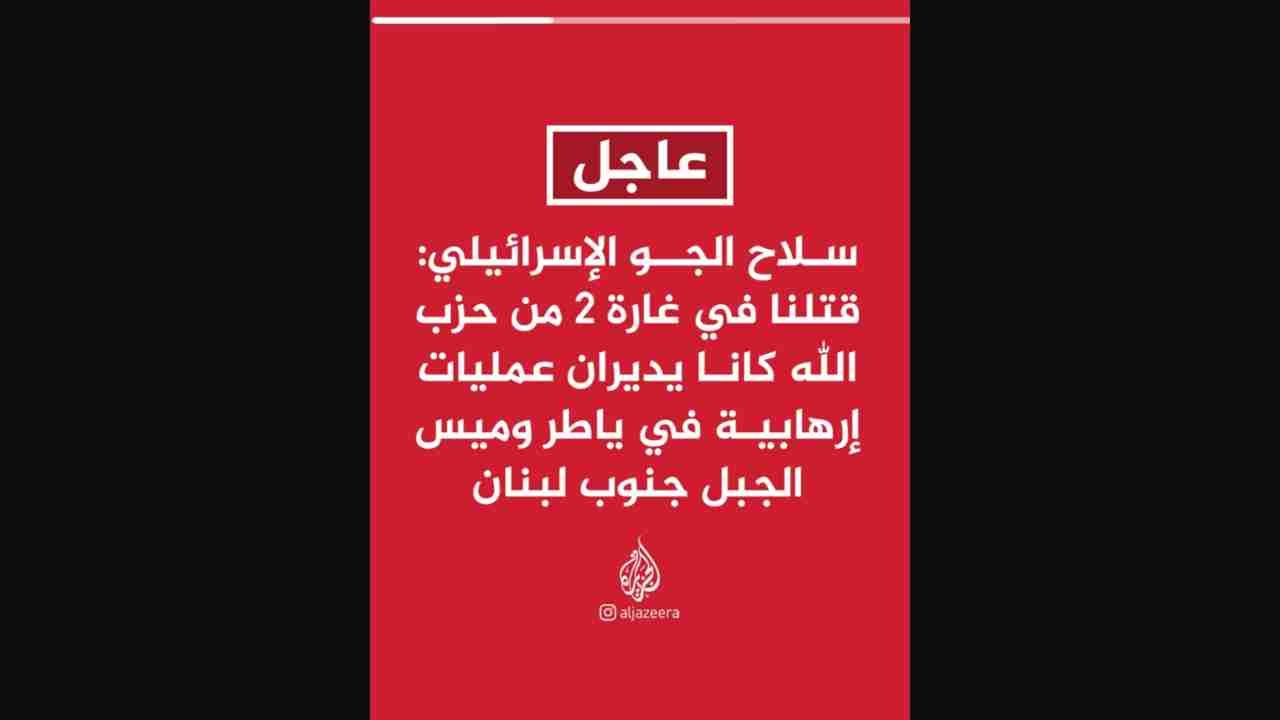 عاجل
سلاح الجو الإسرائيلي:
قتلنا في غارة 2 من حزب
الله كانا يديران عمليات
إرهابية في ياطر وميس
الجبل جنوب لبنان
الجزيرة
aljazeera